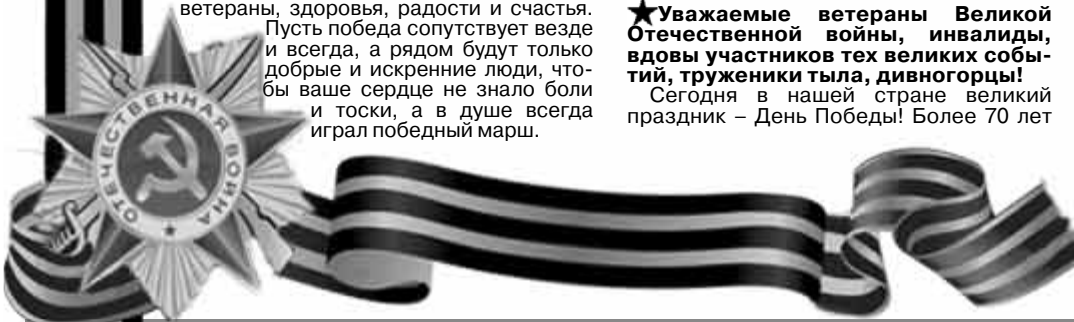 ветераны, здоровья, радости и счастья.
Пусть победа сопутствует везде
и всегда, а рядом будут только
добрые и искренние люди, что-
бы ваше сердце не знало боли
и тоски, а в душе всегда
играл победный марш.
★Уважаемые ветераны Великой
Отечественной войны, инвалиды,
вдовы участников тех великих собы-
тий, труженики тыла, дивногорцы!
Сегодня в нашей стране великий
праздник – День Победы! Более 70 лет
ОТЕЧЕСТВЕННАЯ ВОЙНА